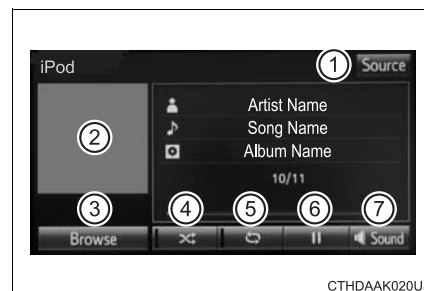 iPod
1
Source
2
Artist Name
Song Name
Album Name
10/11
3
4
5
6
7
Browse
Sound
CTHDAAK020U